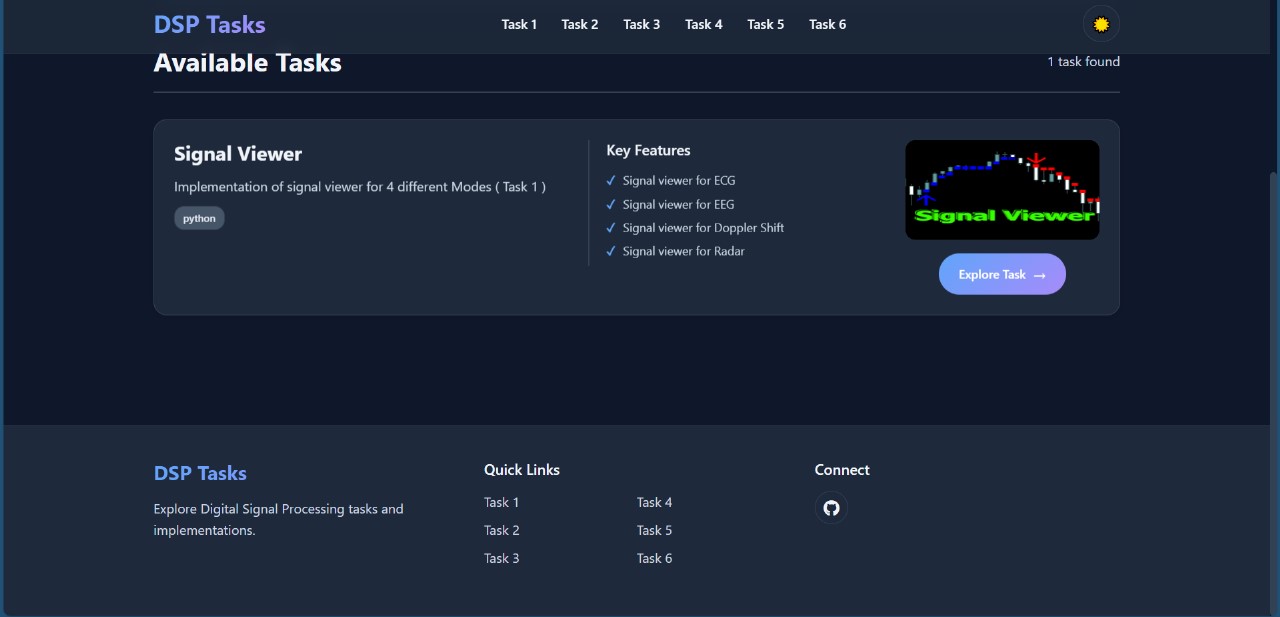 DSP Tasks
Task 1 Task 2 Task 3 Task 4 Task 5 Task 6
Available Tasks
1 task found
Signal Viewer
Implementation of signal viewer for 4 different Modes ( Task 1 )
python
Key Features
✓ Signal viewer for ECG
✓ Signal viewer for EEG
✓ Signal viewer for Doppler Shift
✓ Signal viewer for Radar
Signal Viewer
Explore Task →
DSP Tasks
Explore Digital Signal Processing tasks and
implementations.
Quick Links
Task 1
Task 2
Task 3
Task 4
Task 5
Task 6
Connect